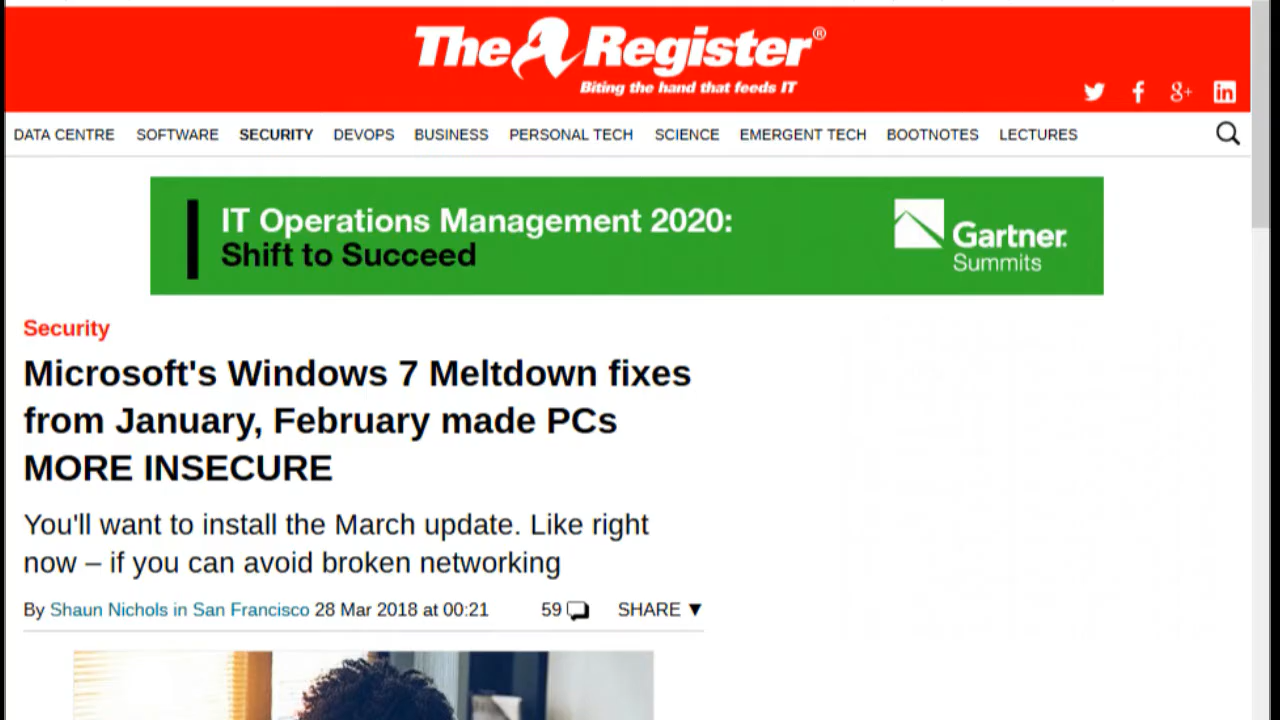 The Register®
Biting the hand that feeds IT
8+ in
DATA CENTRE SOFTWARE SECURITY DEVOPS BUSINESS PERSONAL TECH SCIENCE EMERGENT TECH BOOTNOTES LECTURES
IT Operations Management 2020:
Shift to Succeed
Gartner.
Summits
Security
Microsoft's Windows 7 Meltdown fixes
from January, February made PCs
MORE INSECURE
You'll want to install the March update. Like right
now – if you can avoid broken networking
By Shaun Nichols in San Francisco 28 Mar 2018 at 00:21 59 SHARE ▼